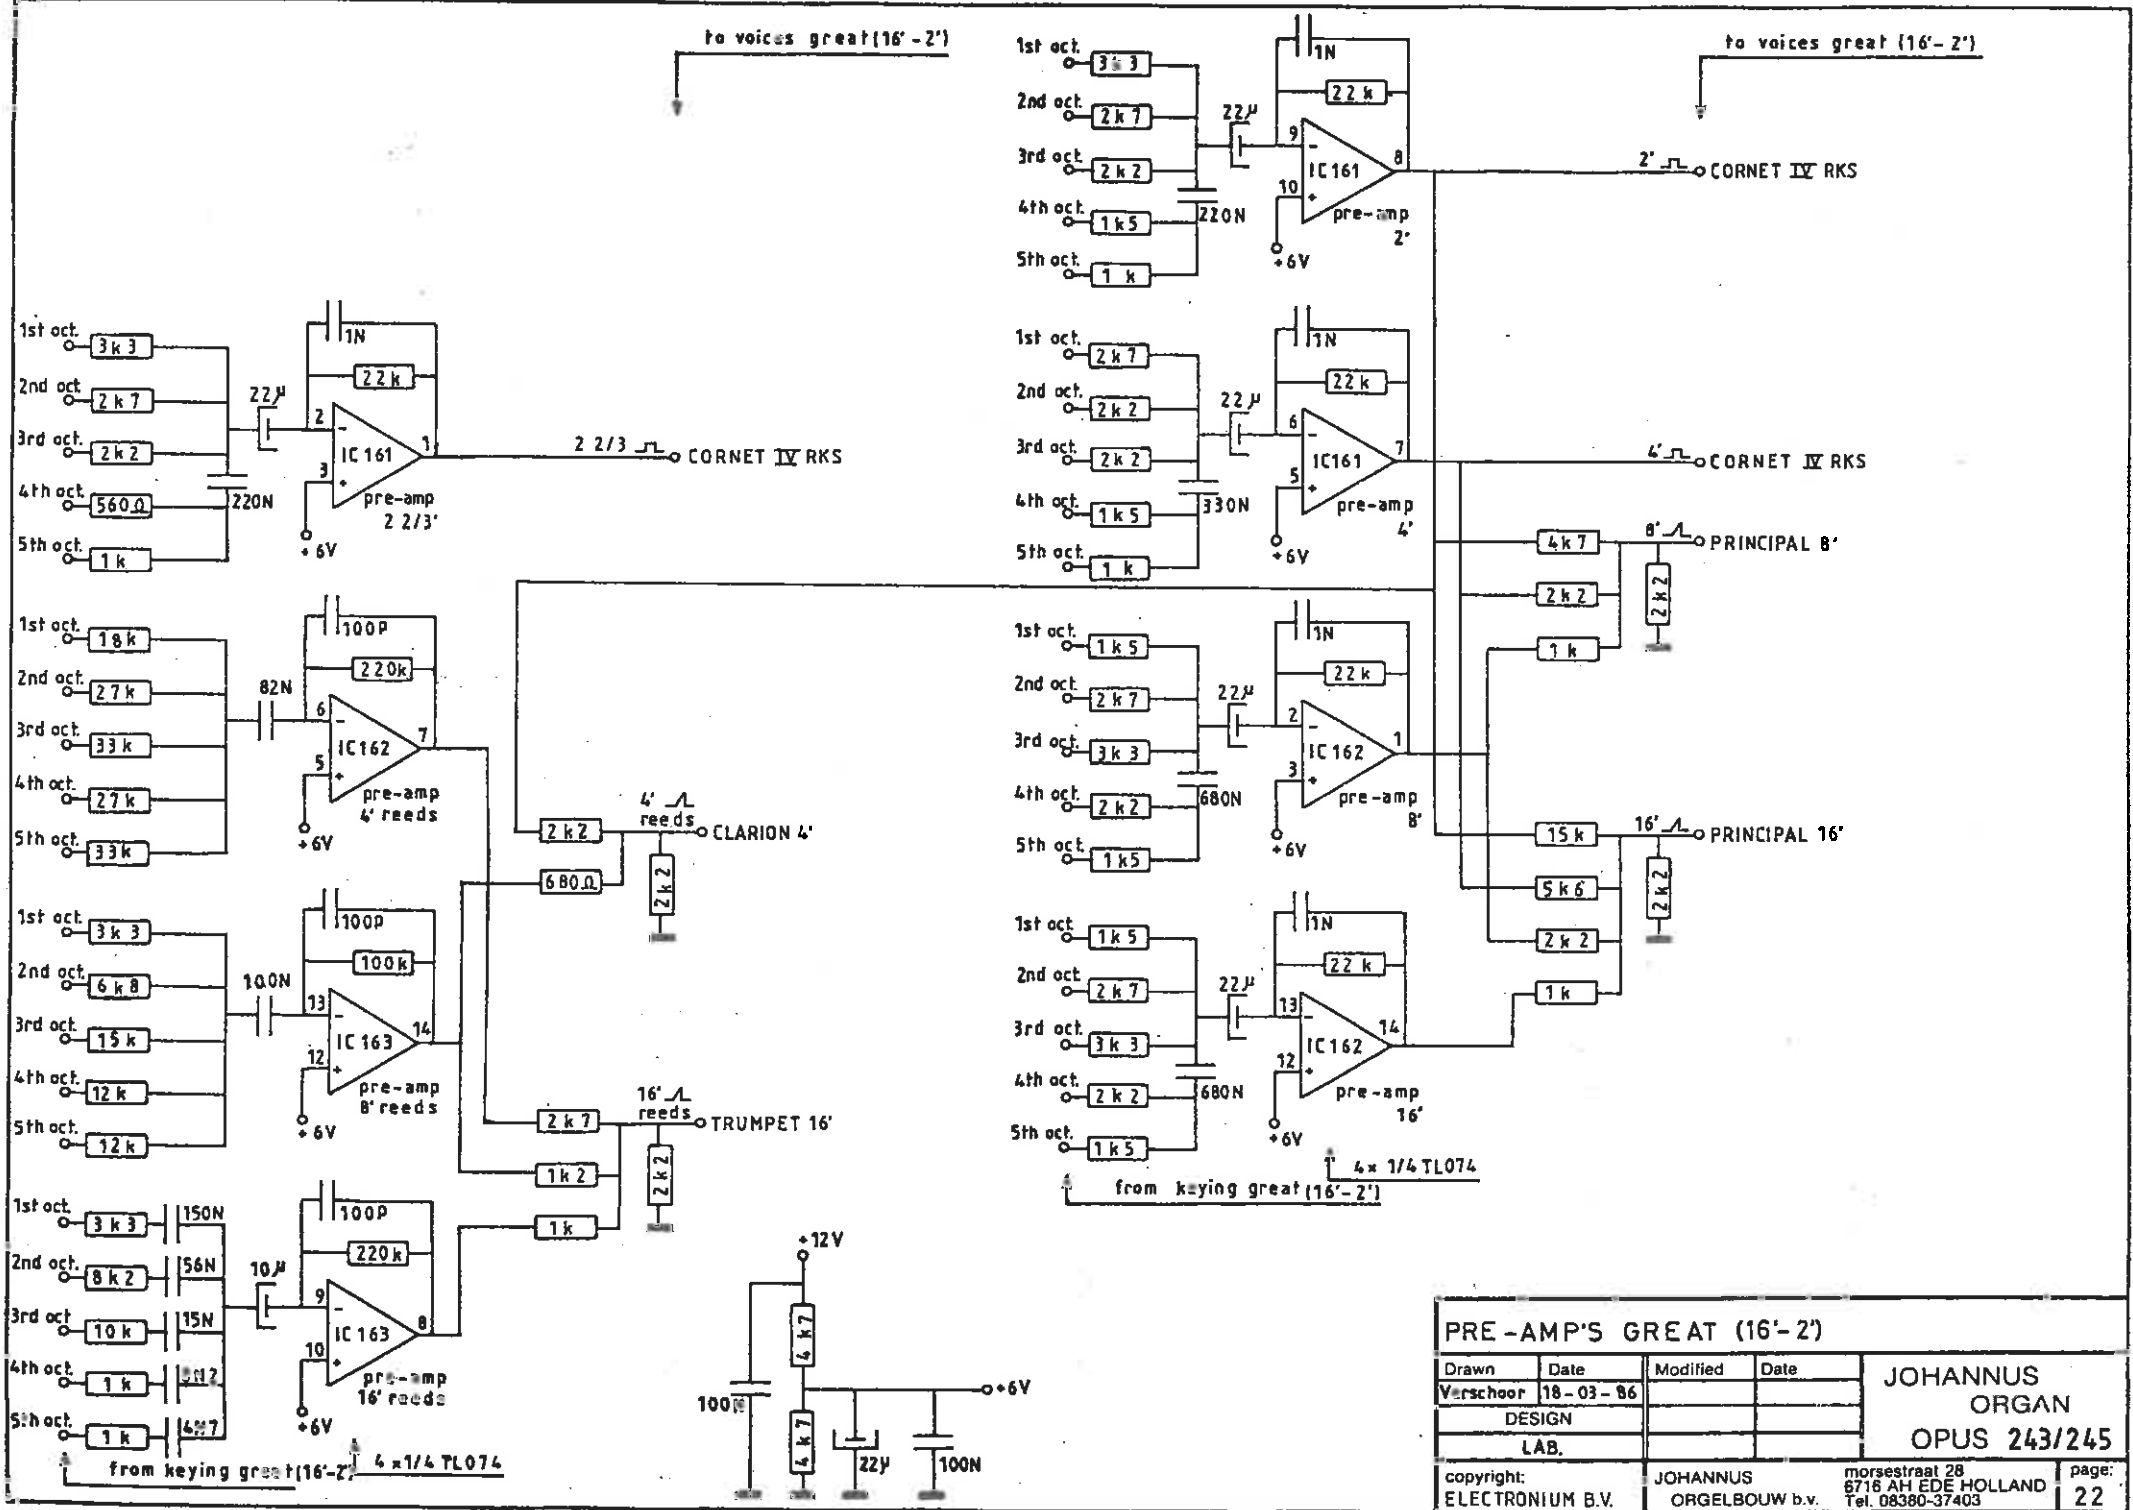 to voices great (16'-2')
1st oct.
3k3
2nd oct
2k7
3rd oct.
2k2
4th oct.
560Ω
5th oct.
1k
220N
22µ
1N
22k
2
3
1
IC161
pre-amp
2 2/3'
+6V
2 2/3
CORNET IV RKS
1st oct.
18k
2nd oct.
27k
3rd oct.
33k
4th oct.
27k
5th oct.
33k
82N
100P
220k
6
5
7
IC162
pre-amp
4' reeds
+6V
1st oct.
3k3
2nd oct.
6k8
3rd oct.
15k
4th oct.
12k
5th oct.
12k
100N
100P
100k
13
12
14
IC163
pre-amp
8' reeds
+6V
1st oct.
3k3
150N
2nd oct.
8k2
56N
3rd oct
10k
15N
4th oct.
1k
5th oct.
1k
4N7
10µ
100P
220k
9
10
8
IC163
pre-amp
16' reeds
+6V
from keying great (16'-2')
4 x 1/4 TL074
2k2
680Ω
4'
reeds
CLARION 4'
2k2
2k7
1k2
1k
16'
reeds
TRUMPET 16'
2k2
+12V
4k7
100N
+6V
4k7
22µ
100N
to voices great (16'-2')
1st oct.
3k3
2nd oct.
2k7
3rd oct.
2k2
4th oct.
1k5
5th oct.
1k
220N
22µ
1N
22k
9
10
8
IC161
pre-amp
2'
+6V
2'
CORNET IV RKS
1st oct.
2k7
2nd oct.
2k2
3rd oct.
2k2
4th oct.
1k5
5th oct.
1k
330N
22µ
1N
22k
6
5
7
IC161
pre-amp
4'
+6V
4'
CORNET IV RKS
4k7
2k2
1k
8'
PRINCIPAL 8'
2k2
1st oct.
1k5
2nd oct.
2k7
3rd oct.
3k3
4th oct.
2k2
5th oct.
1k5
680N
22µ
1N
22k
2
3
1
IC162
pre-amp
8'
+6V
15k
5k6
2k2
1k
16'
PRINCIPAL 16'
2k2
1st oct
1k5
2nd oct
2k7
3rd oct.
3k3
4th oct.
2k2
5th oct.
1k5
680N
22µ
1N
22k
13
12
14
IC162
pre-amp
16'
+6V
4 x 1/4 TL074
from keying great (16'-2')
PRE-AMP'S GREAT (16'-2')
Drawn Date Modified Date
Verschoor 18-03-86
DESIGN
LAB.
JOHANNUS
ORGAN
OPUS 243/245
copyright:
ELECTRONIUM B.V.
JOHANNUS
ORGELBOUW b.v.
morsestraat 28
6716 AH EDE HOLLAND
Tel. 08380-37403
page:
22